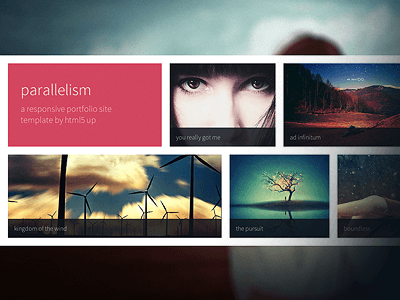 parallelism
a responsive portfolio site
template by html5 up
you really got me
ad infinitum
kingdom of the wind
the pursuit
boundless